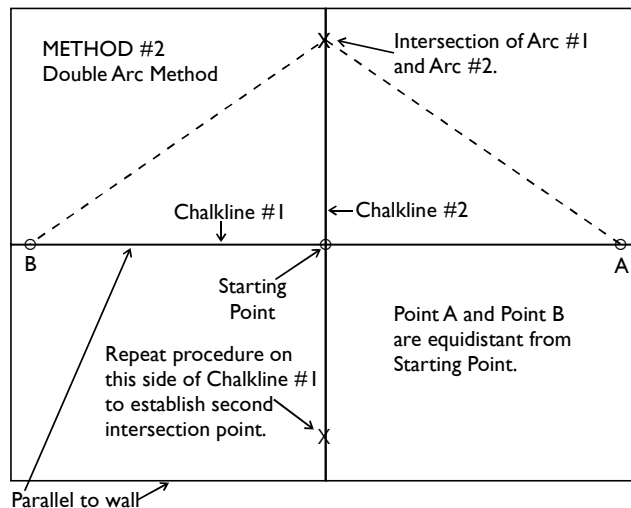 METHOD #2
Double Arc Method
X
Intersection of Arc #1
and Arc #2.
Chalkline #1
Chalkline #2
B
A
Starting
Point
Point A and Point B
are equidistant from
Starting Point.
Repeat procedure on
this side of Chalkline #1
to establish second
intersection point.
X
Parallel to wall